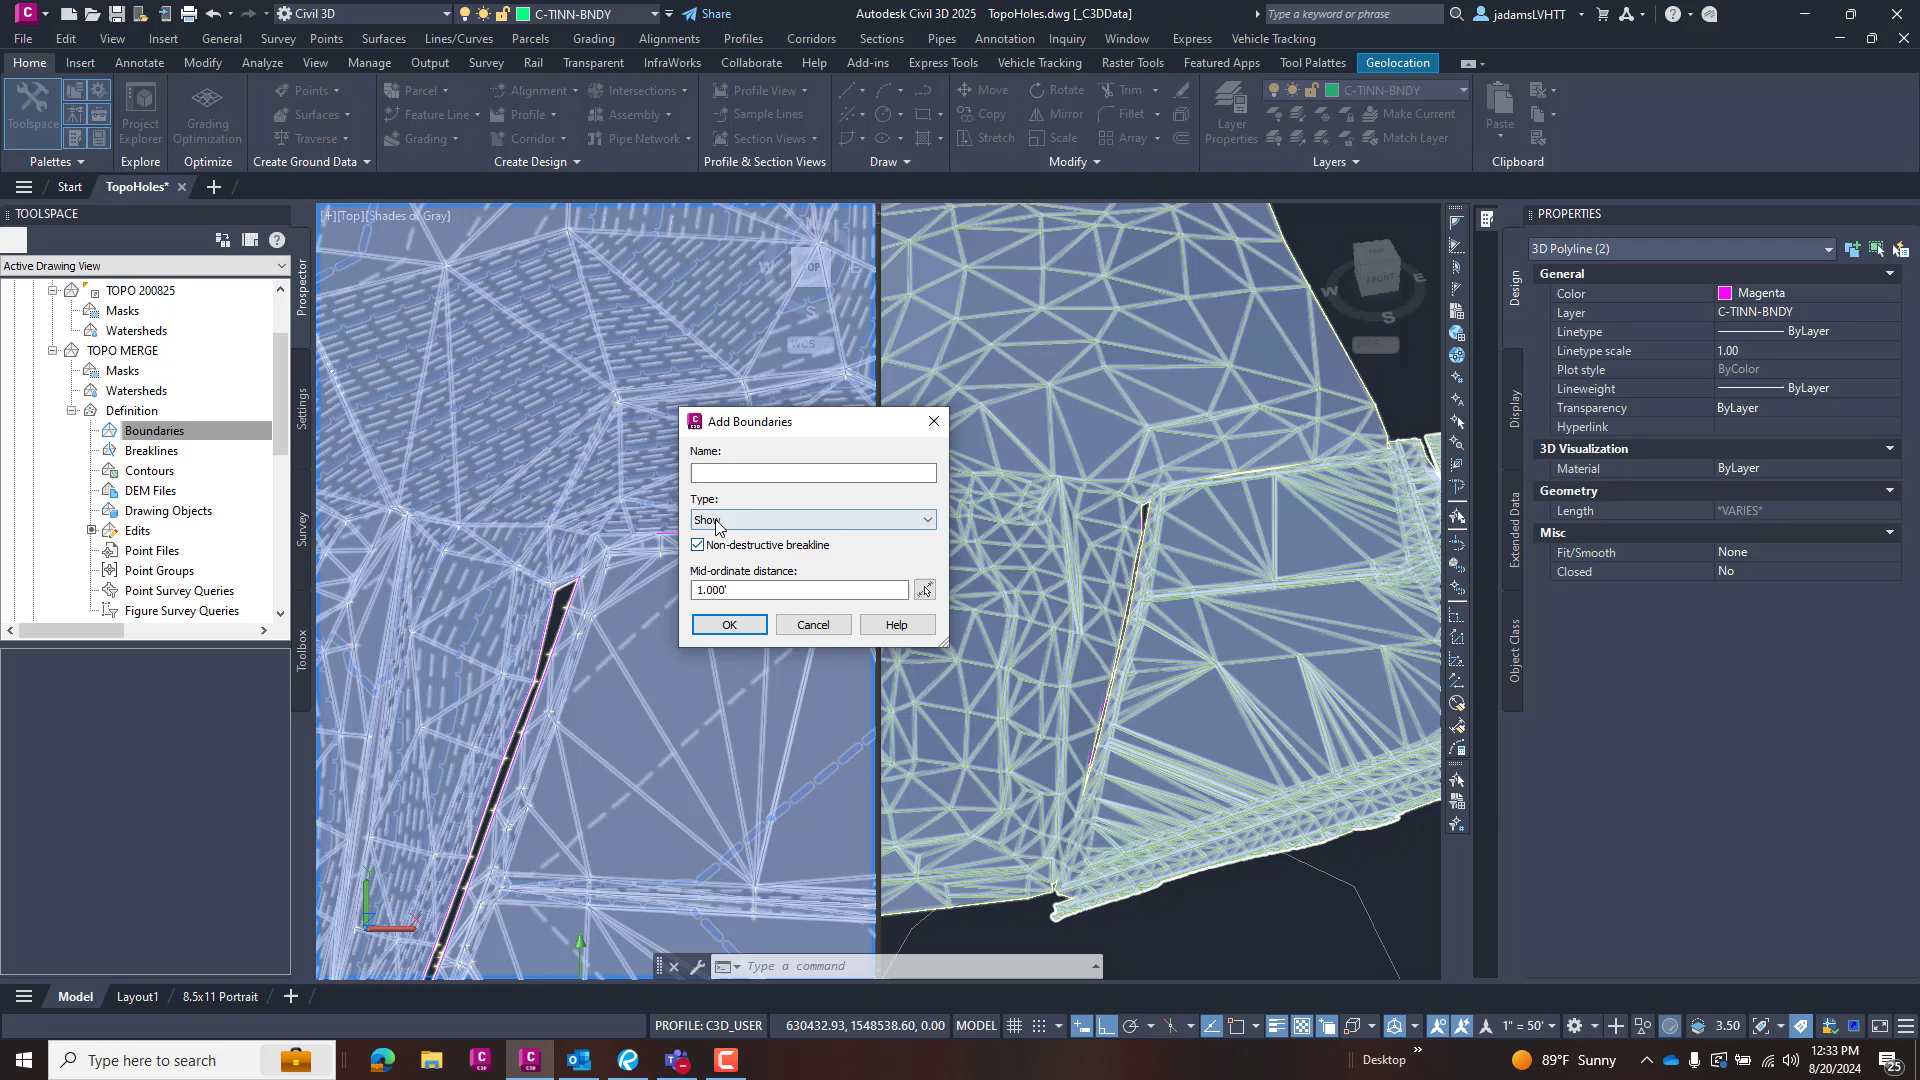 Civil 3D
C-TINN-BNDY
Share
Autodesk Civil 3D 2025 TopoHoles.dwg [_C3DData]
Type a keyword or phrase
jadamsLVHTT
File Edit View Insert General Survey Points Surfaces Lines/Curves Parcels Grading Alignments Profiles Corridors Sections Pipes Annotation Inquiry Window Express Vehicle Tracking
Home Insert Annotate Modify Analyze View Manage Output Survey Rail Transparent InfraWorks Collaborate Help Add-ins Express Tools Vehicle Tracking Raster Tools Featured Apps Tool Palettes Geolocation
Points Parcel Alignment Intersections Profile View Move Rotate Trim C-TINN-BNDY
Toolspace Project Explorer Grading Optimization Surfaces Feature Line Profile Assembly Sample Lines Copy Mirror Fillet Layer Properties Make Current Paste
Traverse Grading Corridor Pipe Network Section Views Stretch Scale Array Match Layer
Palettes Explore Optimize Create Ground Data Create Design Profile & Section Views Draw Modify Layers Clipboard
Start TopoHoles*
TOOLSPACE
Active Drawing View
TOPO 200825
Masks
Watersheds
TOPO MERGE
Masks
Watersheds
Definition
Boundaries
Breaklines
Contours
DEM Files
Drawing Objects
Edits
Point Files
Point Groups
Point Survey Queries
Figure Survey Queries
Prospector
Settings
Survey
Toolbox
[+][Top][Shades of Gray]
OP
W
E
S
WCS
TOP
FRONT
W
E
S
WCS
Add Boundaries
Name:
Type:
Show
Non-destructive breakline
Mid-ordinate distance:
1.000'
OK Cancel Help
Type a command
PROPERTIES
3D Polyline (2)
General
Color Magenta
Layer C-TINN-BNDY
Linetype ByLayer
Linetype scale 1.00
Plot style ByColor
Lineweight ByLayer
Transparency ByLayer
Hyperlink
3D Visualization
Material ByLayer
Geometry
Length *VARIES*
Misc
Fit/Smooth None
Closed No
Design
Display
Extended Data
Object Class
Model Layout1 8.5x11 Portrait
PROFILE: C3D_USER 630432.93, 1548538.60, 0.00 MODEL 1" = 50' 3.50
Type here to search
Desktop
89°F Sunny
12:33 PM
8/20/2024
25